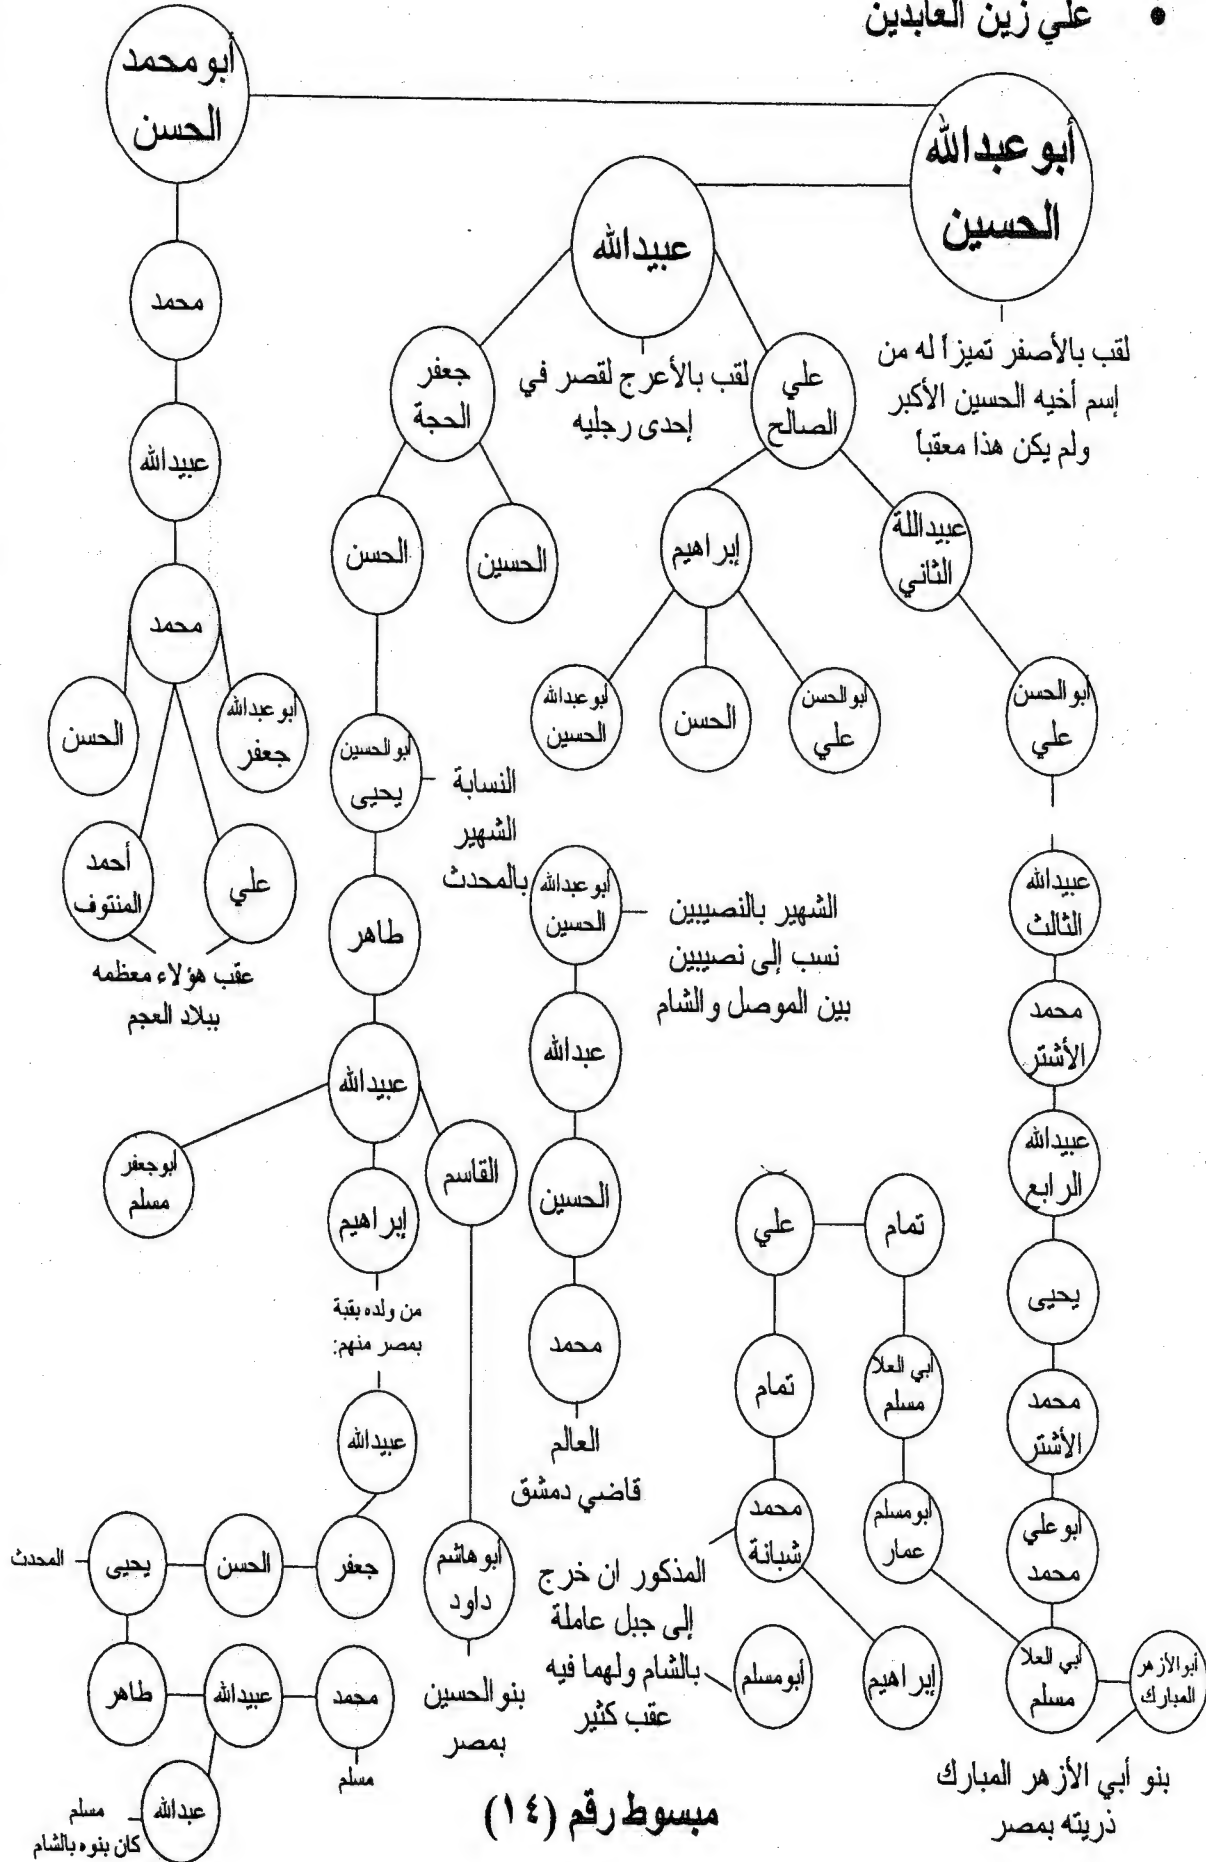 • علي زين العابدين
أبو محمد
الحسن
أبو عبدالله
الحسين
عبيدالله
محمد
لقب بالأصفر تميزاً له من
إسم أخيه الحسين الأكبر
ولم يكن هذا معقباً
علي
الصالح
لقب بالأعرج لقصر في
إحدى رجليه
جعفر
الحجة
عبيدالله
عبيداللة
الثاني
إبراهيم
الحسين
الحسن
محمد
أبو الحسن
علي
أبو الحسن
علي
الحسن
أبو عبدالله
الحسين
أبو عبدالله
جعفر
الحسن
أبو الحسين
يحيى
النسابة
الشهير
بالمحدث
أحمد
المنتوف
علي
عقب هؤلاء معظمه
ببلاد العجم
عبيدالله
الثالث
أبو عبدالله
الحسين
الشهير بالنصيبين
نسب إلى نصيبين
بين الموصل والشام
طاهر
محمد
الأشتر
عبدالله
عبيدالله
عبيدالله
الرابع
الحسين
القاسم
أبو جعفر
مسلم
إبراهيم
تمام
علي
يحيى
من ولده بقبة
بمصر منهم:
محمد
أبي العلا
مسلم
تمام
محمد
الأشتر
العالم
قاضي دمشق
عبيدالله
أبو علي
محمد
أبو مسلم
عمار
محمد
شبانة
المذكور ان خرج
إلى جبل عاملة
بالشام ولهما فيه
عقب كثير
أبو هاشم
داود
جعفر
الحسن
يحيى
المحدث
أبو الأزهر
المبارك
أبي العلا
مسلم
إبراهيم
أبو مسلم
بنو الحسين
بمصر
محمد
عبيدالله
طاهر
مسلم
بنو أبي الأزهر المبارك
ذريته بمصر
عبدالله
مسلم
كان بنوه بالشام
مبسوط رقم (١٤)